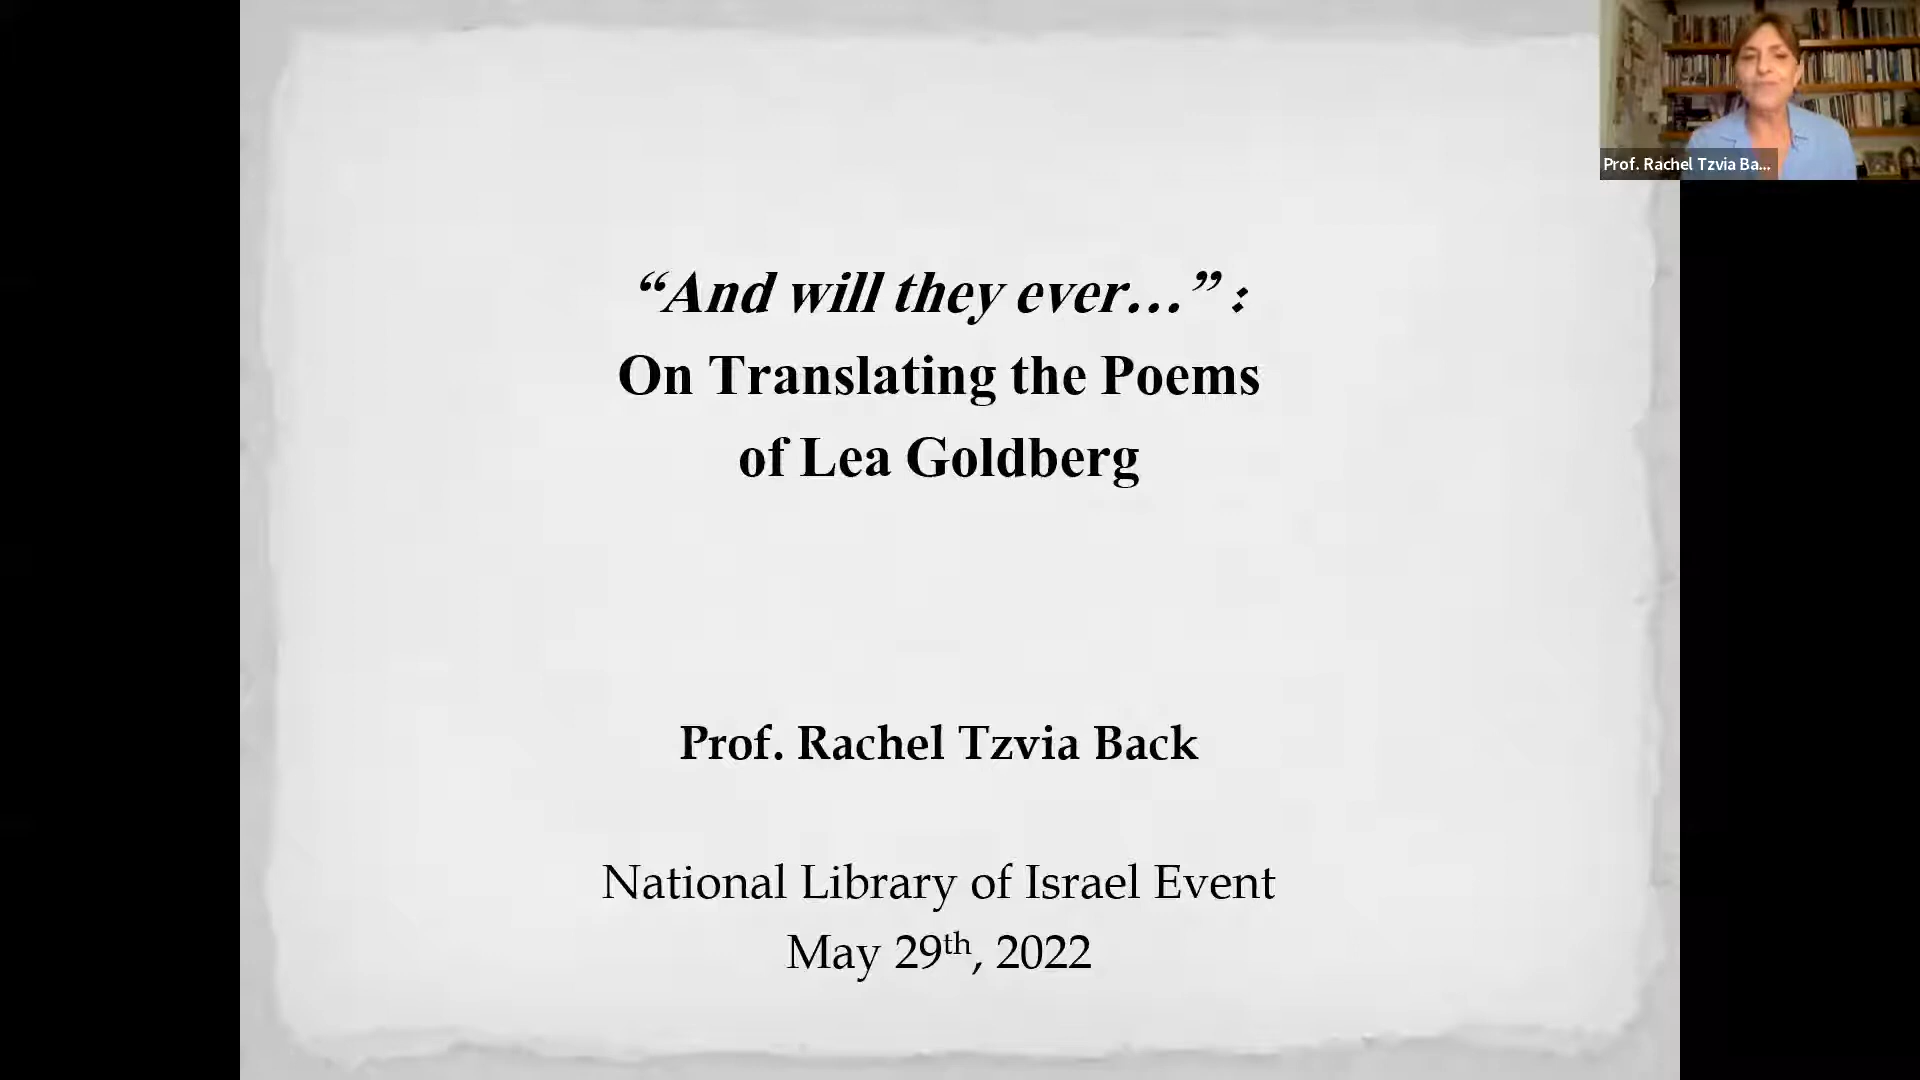 Prof. Rachel Tzvia Ba...
“And will they ever…” :
On Translating the Poems
of Lea Goldberg
Prof. Rachel Tzvia Back
National Library of Israel Event
May 29th, 2022